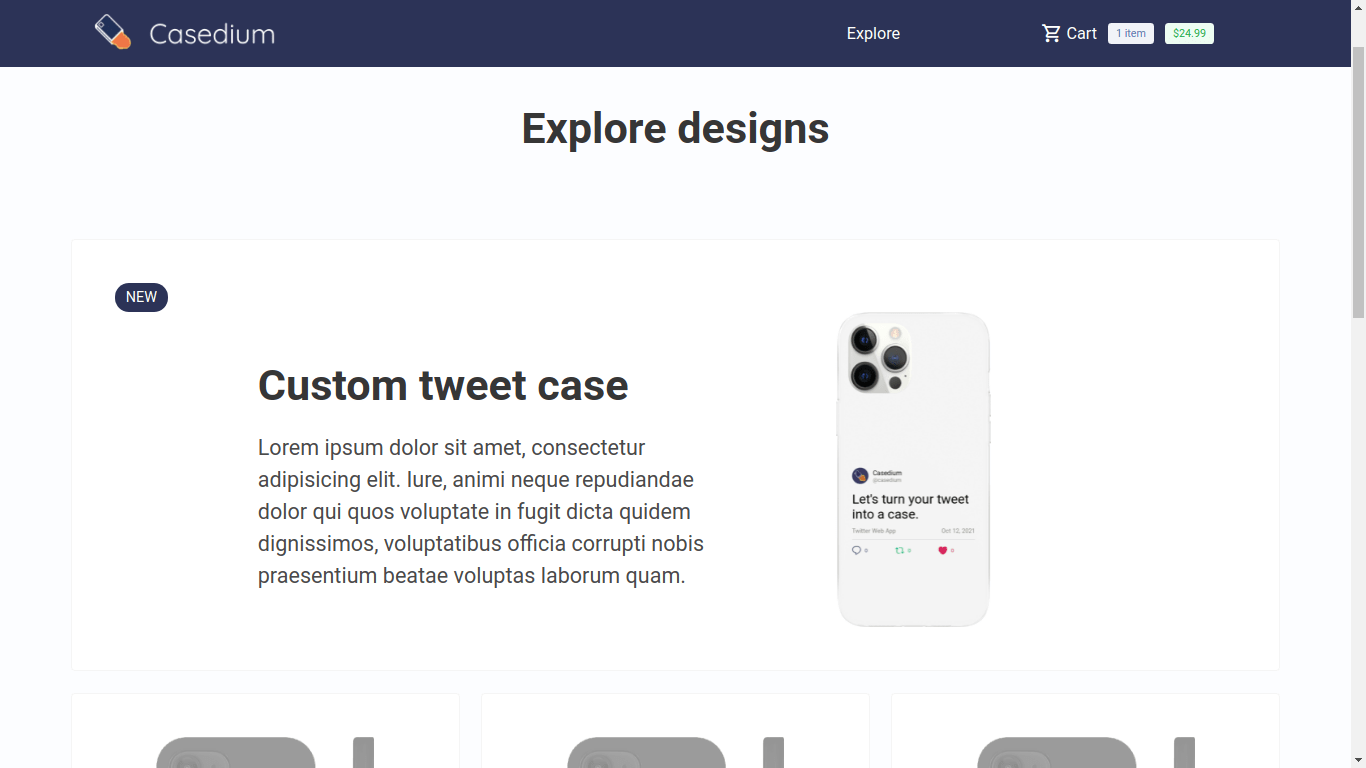 Casedium
Explore
Cart
1 item
$24.99
Explore designs
NEW
Custom tweet case
Lorem ipsum dolor sit amet, consectetur
adipisicing elit. Iure, animi neque repudiandae
dolor qui quos voluptate in fugit dicta quidem
dignissimos, voluptatibus officia corrupti nobis
praesentium beatae voluptas laborum quam.
Casedium
@casedium
Let's turn your tweet
into a case.
Twitter Web App
Oct 12, 2021
0
0
0